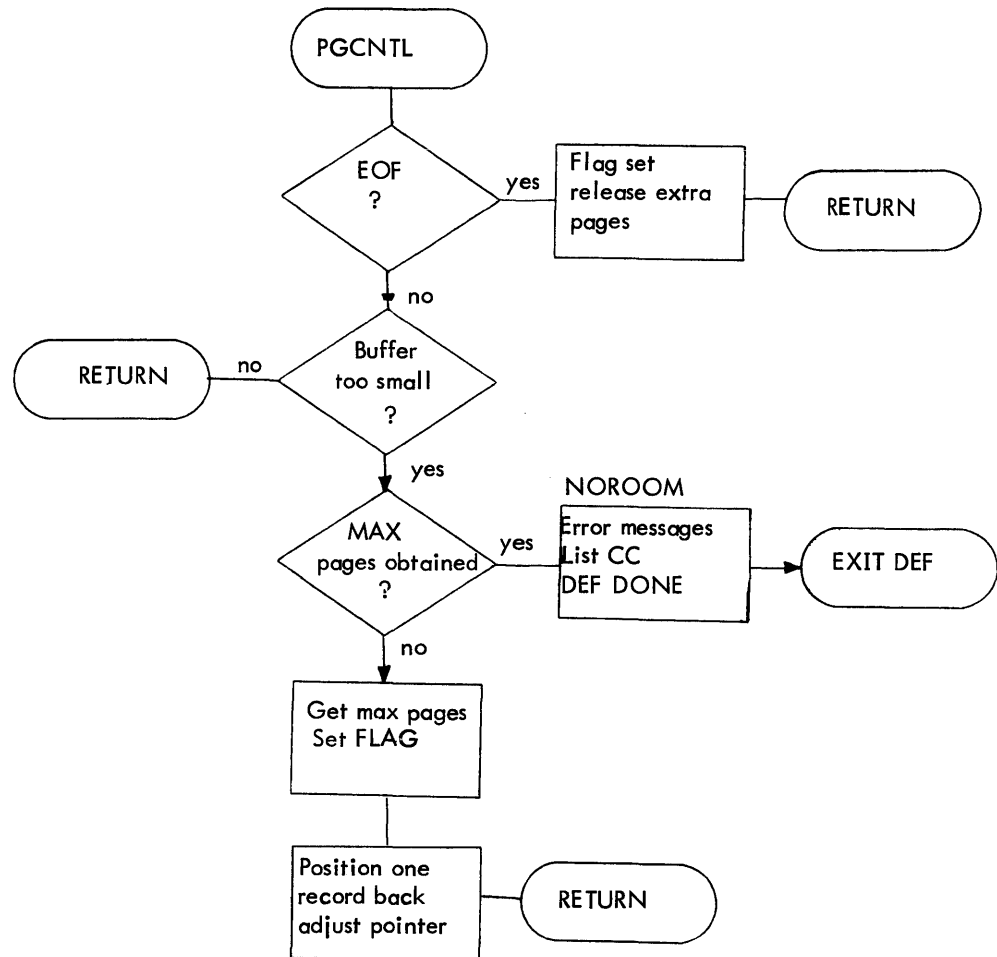 PGCNTL
EOF
?
yes
Flag set
release extra
pages
RETURN
no
Buffer
too small
?
no
RETURN
yes
MAX
pages obtained
?
yes
NOROOM
Error messages
List CC
DEF DONE
EXIT DEF
no
Get max pages
Set FLAG
Position one
record back
adjust pointer
RETURN